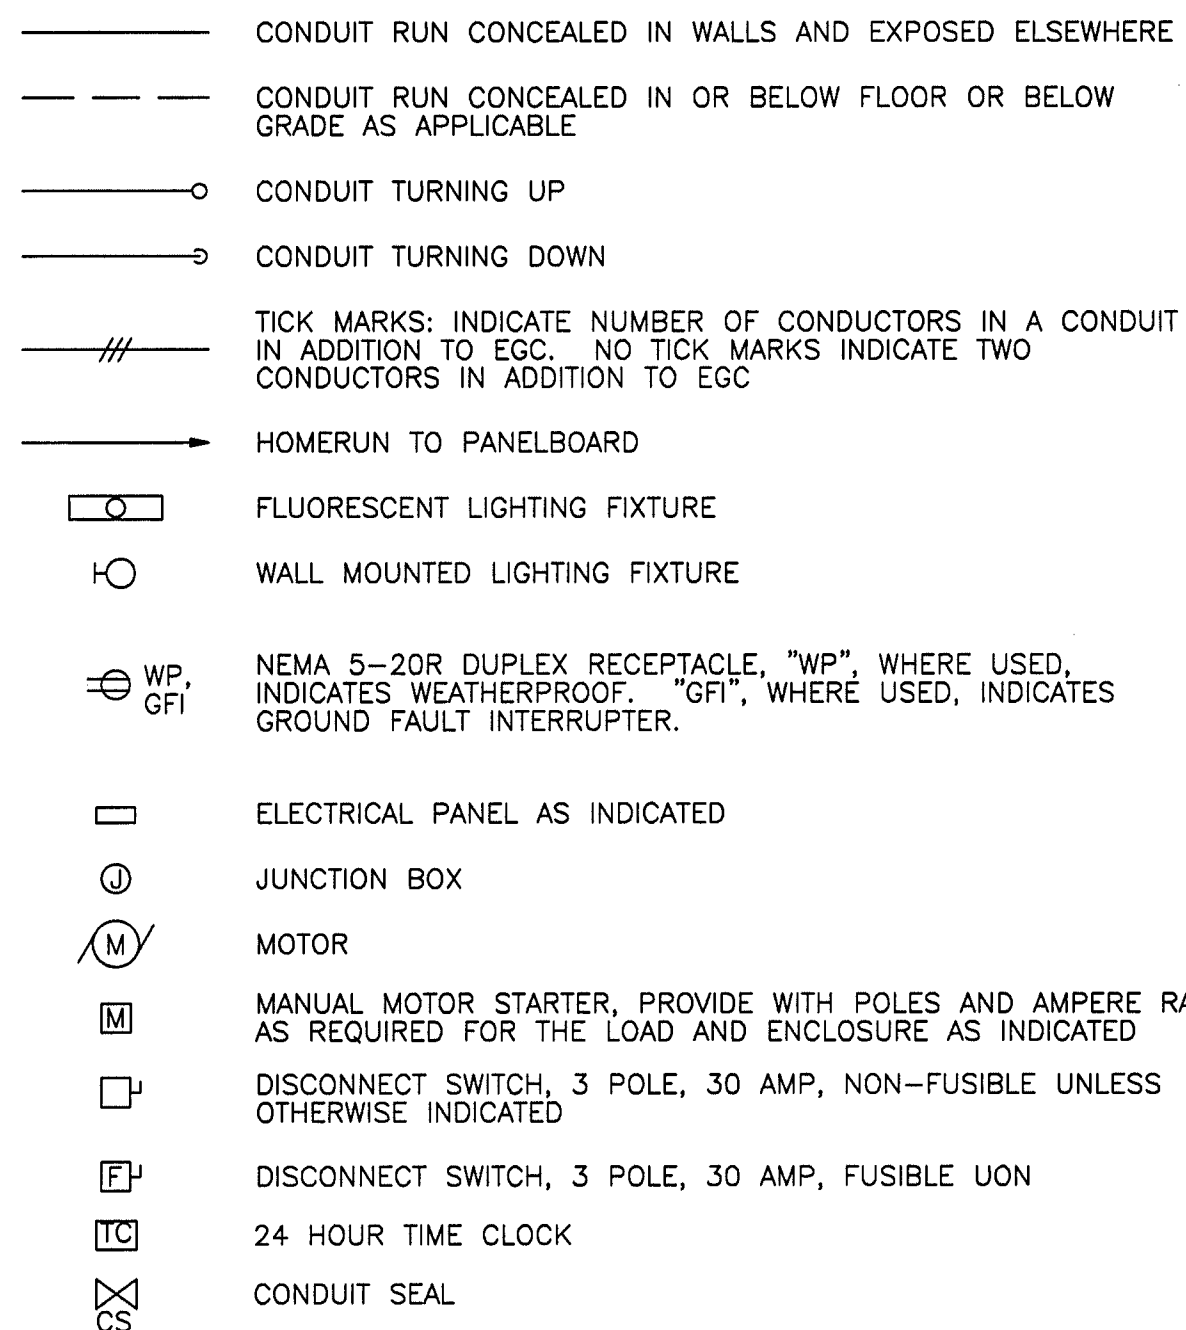 CONDUIT RUN CONCEALED IN WALLS AND EXPOSED ELSEWHERE
CONDUIT RUN CONCEALED IN OR BELOW FLOOR OR BELOW
GRADE AS APPLICABLE
CONDUIT TURNING UP
CONDUIT TURNING DOWN
TICK MARKS: INDICATE NUMBER OF CONDUCTORS IN A CONDUIT
IN ADDITION TO EGC. NO TICK MARKS INDICATE TWO
CONDUCTORS IN ADDITION TO EGC
HOMERUN TO PANELBOARD
FLUORESCENT LIGHTING FIXTURE
WALL MOUNTED LIGHTING FIXTURE
WP,
GFI
NEMA 5-20R DUPLEX RECEPTACLE, "WP", WHERE USED,
INDICATES WEATHERPROOF. "GFI", WHERE USED, INDICATES
GROUND FAULT INTERRUPTER.
ELECTRICAL PANEL AS INDICATED
J JUNCTION BOX
M MOTOR
M MANUAL MOTOR STARTER, PROVIDE WITH POLES AND AMPERE
AS REQUIRED FOR THE LOAD AND ENCLOSURE AS INDICATED
DISCONNECT SWITCH, 3 POLE, 30 AMP, NON-FUSIBLE UNLESS
OTHERWISE INDICATED
F DISCONNECT SWITCH, 3 POLE, 30 AMP, FUSIBLE UON
TC 24 HOUR TIME CLOCK
CONDUIT SEAL
CS